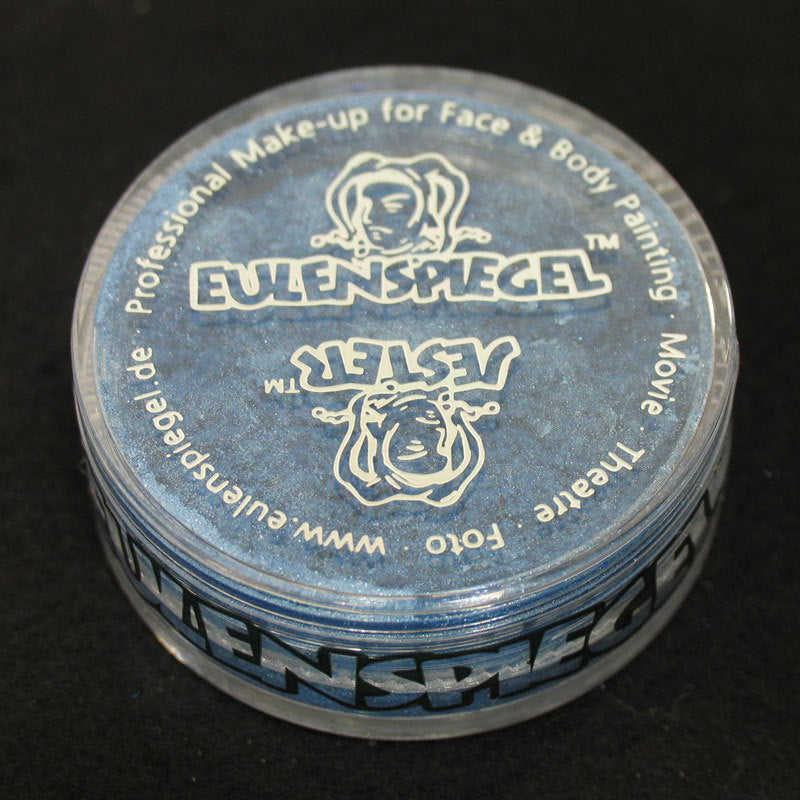 Professional Make-up for Face & Body Painting · Movie · Theatre · Foto · www.eulenspiegel.de ·
EULENSPIEGEL™
JESTER™
EULENSPIEGEL